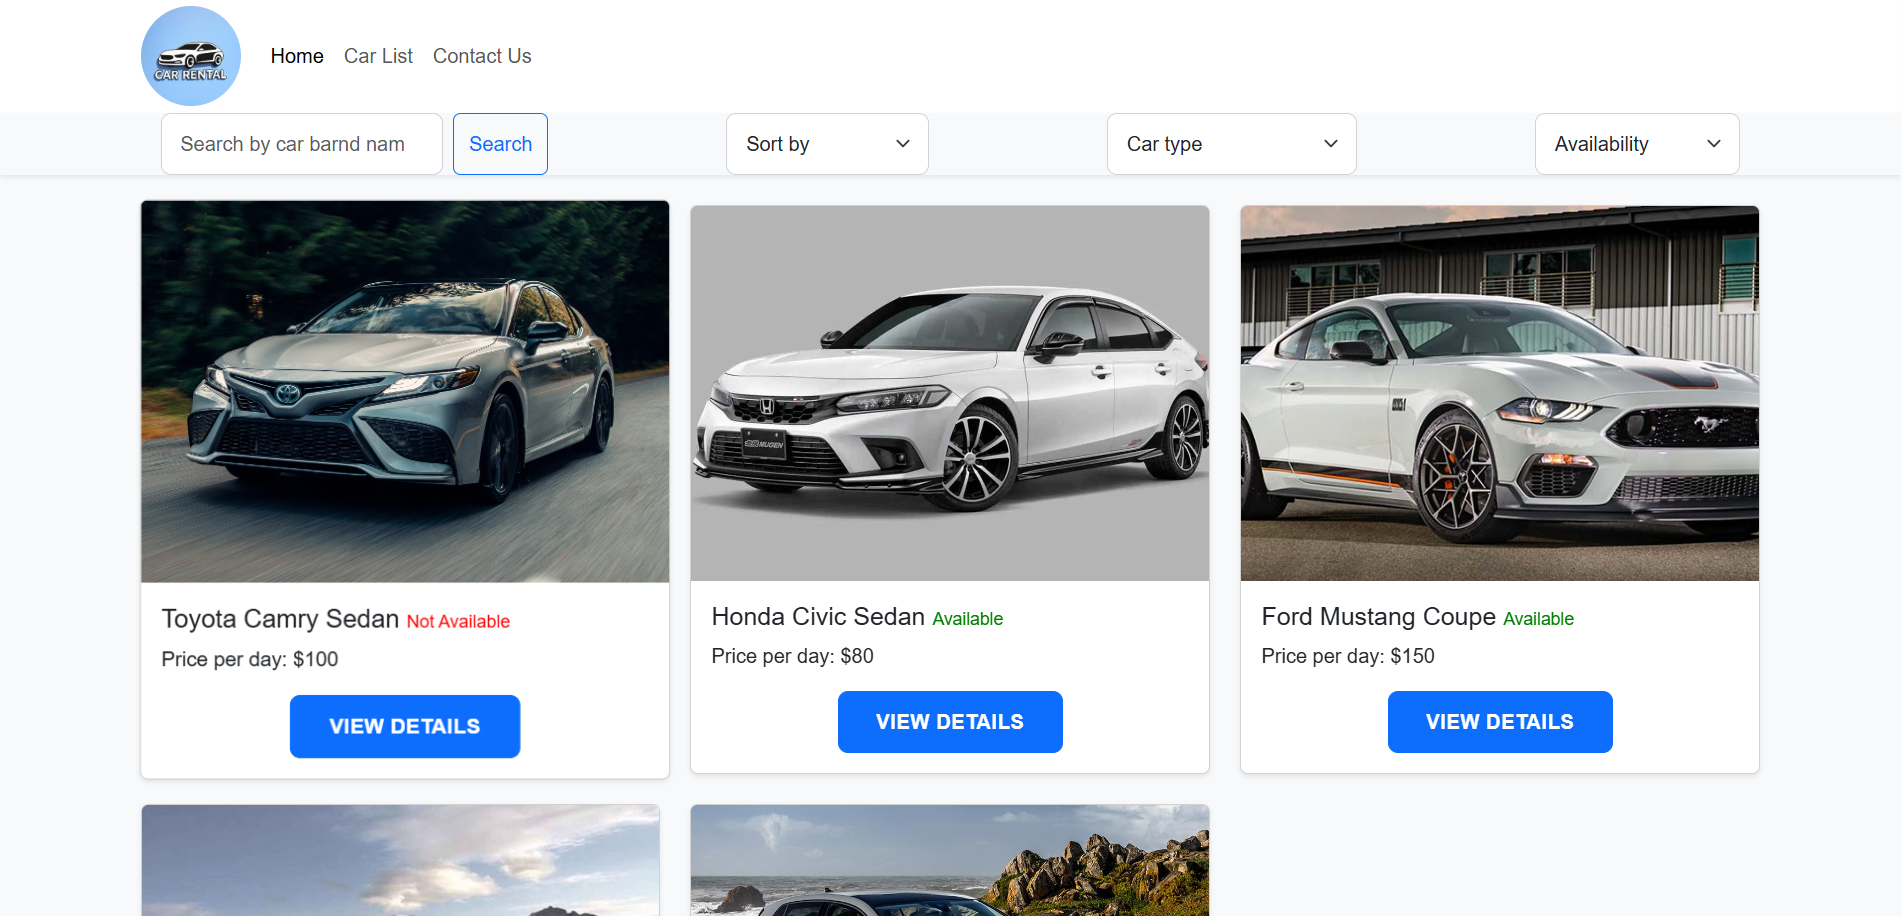 CAR RENTAL
Home Car List Contact Us
Search by car barnd nam Search Sort by Car type Availability
MUGEN
Toyota Camry Sedan Not Available
Price per day: $100
VIEW DETAILS
Honda Civic Sedan Available
Price per day: $80
VIEW DETAILS
Ford Mustang Coupe Available
Price per day: $150
VIEW DETAILS